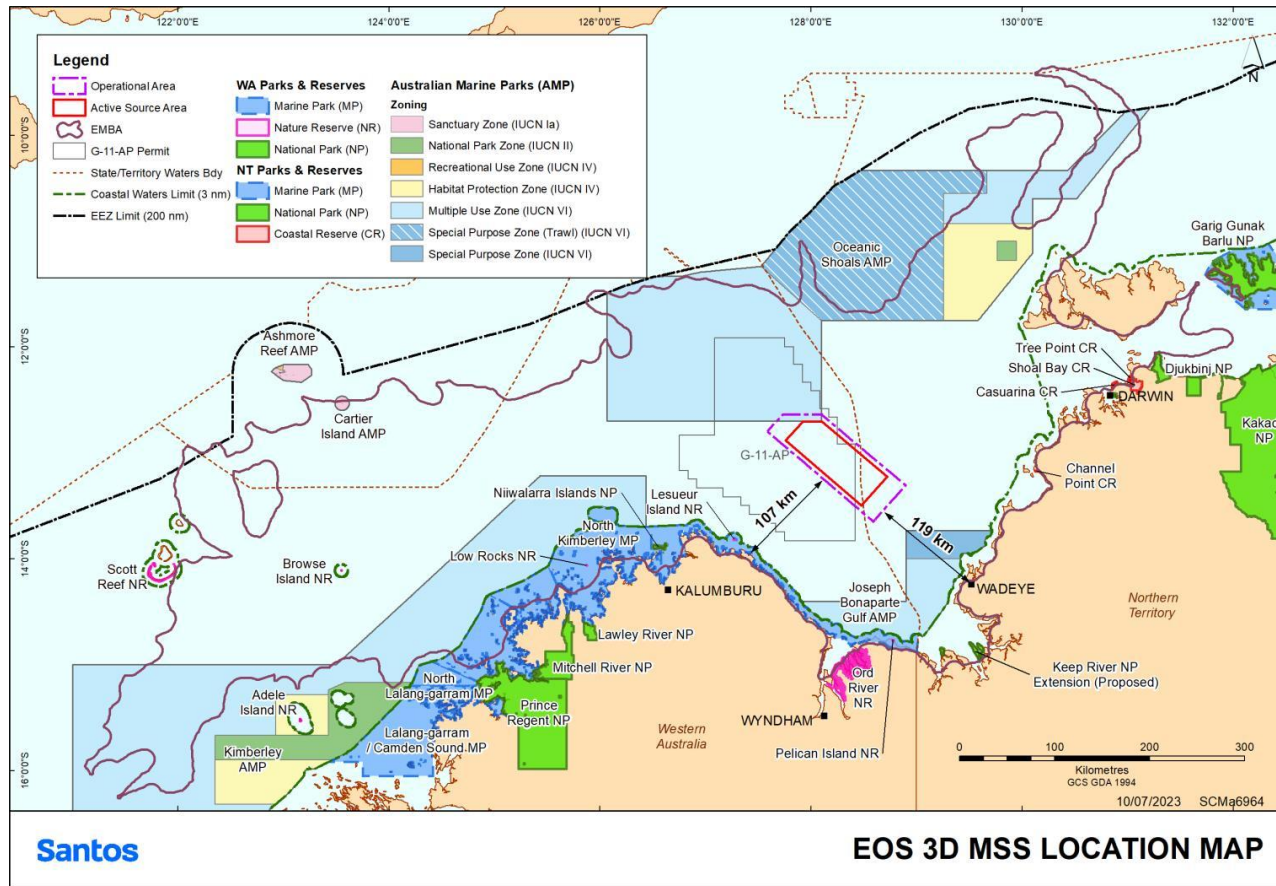 122°0'0"E
124°0'0"E
126°0'0"E
128°0'0"E
130°0'0"E
132°0'0"E
Legend
Operational Area
Active Source Area
EMBA
G-11-AP Permit
State/Territory Waters Bdy
Coastal Waters Limit (3 nm)
EEZ Limit (200 nm)
WA Parks & Reserves
Marine Park (MP)
Nature Reserve (NR)
National Park (NP)
NT Parks & Reserves
Marine Park (MP)
National Park (NP)
Coastal Reserve (CR)
Australian Marine Parks (AMP)
Zoning
Sanctuary Zone (IUCN Ia)
National Park Zone (IUCN II)
Recreational Use Zone (IUCN IV)
Habitat Protection Zone (IUCN IV)
Multiple Use Zone (IUCN VI)
Special Purpose Zone (Trawl) (IUCN VI)
Special Purpose Zone (IUCN VI)
N
10°0'0"S
12°0'0"S
14°0'0"S
16°0'0"S
Oceanic
Shoals AMP
Garig Gunak
Barlu NP
Ashmore
Reef AMP
Cartier
Island AMP
Tree Point CR
Shoal Bay CR
Casuarina CR
Djukbinj NP
DARWIN
Kakadu
NP
Channel
Point CR
G-11-AP
107 km
119 km
Niiwalarra Islands NP
Lesueur
Island NR
North
Kimberley MP
Low Rocks NR
Scott
Reef NR
Browse
Island NR
KALUMBURU
Joseph
Bonaparte
Gulf AMP
WADEYE
Northern
Territory
Lawley River NP
Mitchell River NP
North
Lalang-garram MP
Prince
Regent NP
Adele
Island NR
Lalang-garram
/ Camden Sound MP
Kimberley
AMP
Ord
River
NR
WYNDHAM
Western
Australia
Pelican Island NR
Keep River NP
Extension (Proposed)
0
100
200
300
Kilometres
GCS GDA 1994
10/07/2023 SCMa6964
Santos
EOS 3D MSS LOCATION MAP